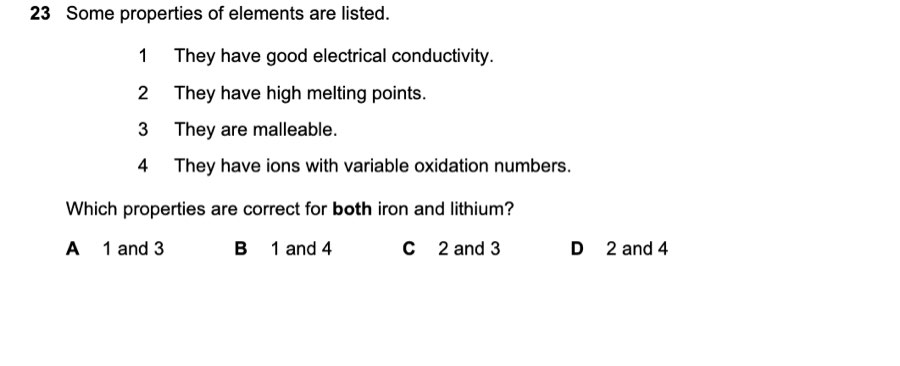 23 Some properties of elements are listed.
1 They have good electrical conductivity.
2 They have high melting points.
3 They are malleable.
4 They have ions with variable oxidation numbers.
Which properties are correct for both iron and lithium?
A 1 and 3 B 1 and 4 C 2 and 3 D 2 and 4